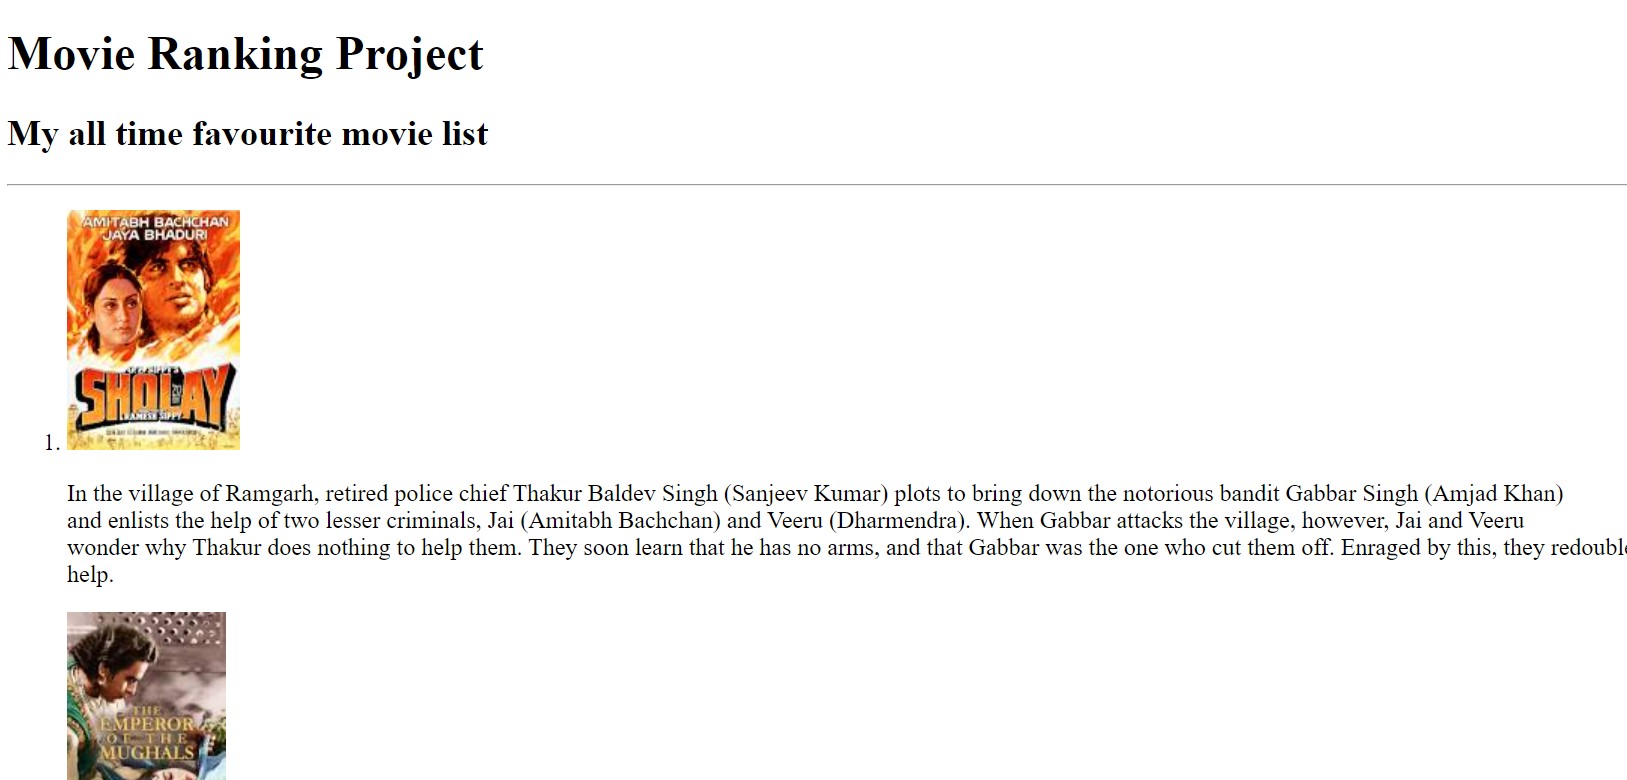 Movie Ranking Project
My all time favourite movie list
AMITABH BACHCHAN
JAYA BHADURI
SHOLAY
RAMESH SIPPY
1.
In the village of Ramgarh, retired police chief Thakur Baldev Singh (Sanjeev Kumar) plots to bring down the notorious bandit Gabbar Singh (Amjad Khan)
and enlists the help of two lesser criminals, Jai (Amitabh Bachchan) and Veeru (Dharmendra). When Gabbar attacks the village, however, Jai and Veeru
wonder why Thakur does nothing to help them. They soon learn that he has no arms, and that Gabbar was the one who cut them off. Enraged by this, they redouble
help.
THE
EMPEROR
OF THE
MUGHALS